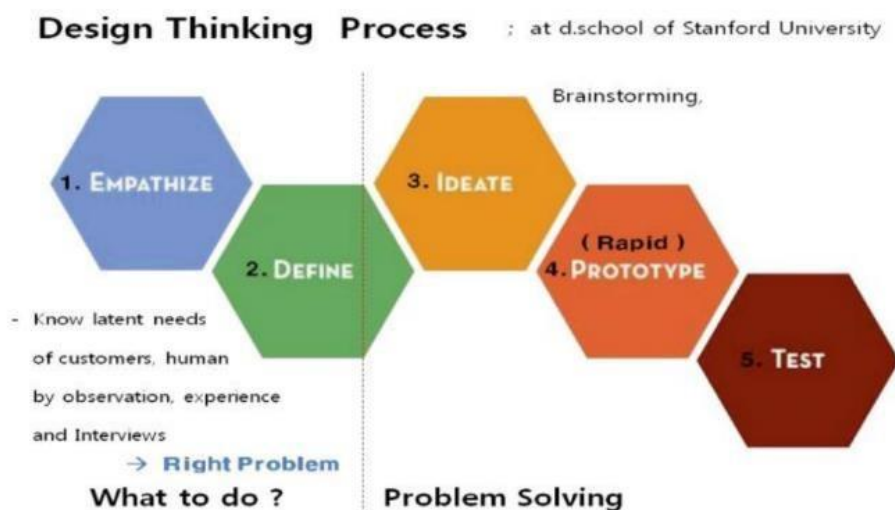 Design Thinking Process ; at d.school of Stanford University
Brainstorming,
1. EMPATHIZE
3. IDEATE
2. DEFINE
( Rapid )
4. PROTOTYPE
5. TEST
- Know latent needs
of customers, human
by observation, experience
and Interviews
→ Right Problem
What to do ?
Problem Solving